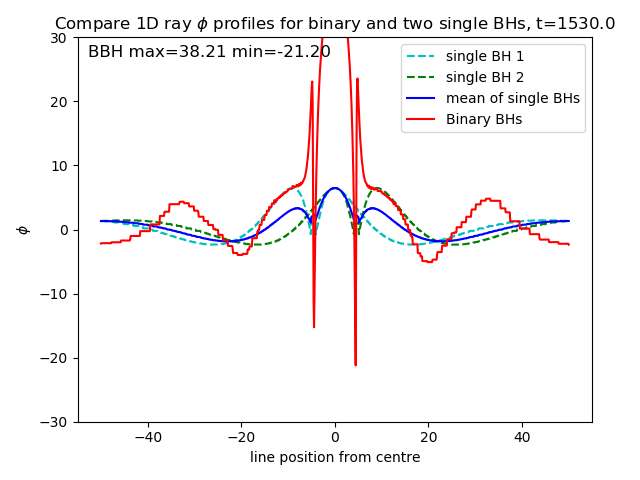 Compare 1D ray ϕ profiles for binary and two single BHs, t=1530.0
BBH max=38.21 min=-21.20
single BH 1
single BH 2
mean of single BHs
Binary BHs
30
20
10
0
−10
−20
−30
ϕ
−40
−20
0
20
40
line position from centre